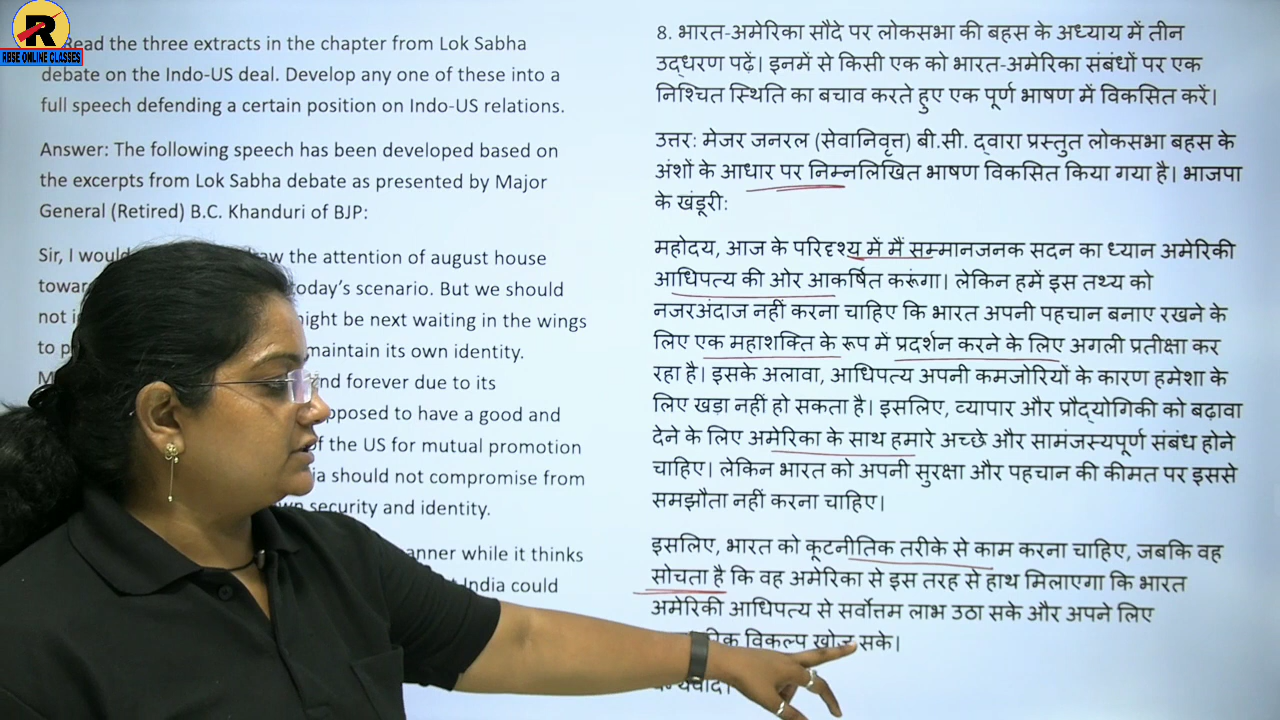 R
RBSE ONLINE CLASSES
Read the three extracts in the chapter from Lok Sabha
debate on the Indo-US deal. Develop any one of these into a
full speech defending a certain position on Indo-US relations.
Answer: The following speech has been developed based on
the excerpts from Lok Sabha debate as presented by Major
General (Retired) B.C. Khanduri of BJP:
Sir, I would the attention of august house
today's scenario. But we should
not might be next waiting in the wings
to maintain its own identity.
forever due to its
supposed to have a good and
of the US for mutual promotion
should not compromise from
security and identity.
manner while it thinks
India could
8. भारत-अमेरिका सौदे पर लोकसभा की बहस के अध्याय में तीन
उद्धरण पढ़े। इनमें से किसी एक को भारत-अमेरिका संबंधों पर एक
निश्चित स्थिति का बचाव करते हुए एक पूर्ण भाषण में विकसित करें।
उत्तर: मेजर जनरल (सेवानिवृत्त) बी.सी. द्वारा प्रस्तुत लोकसभा बहस के
अंशों के आधार पर निम्नलिखित भाषण विकसित किया गया है। भाजपा
के खंडूरी:
महोदय, आज के परिदृश्य में मैं सम्मानजनक सदन का ध्यान अमेरिकी
आधिपत्य की ओर आकर्षित करूंगा। लेकिन हमें इस तथ्य को
नजरअंदाज नहीं करना चाहिए कि भारत अपनी पहचान बनाए रखने के
लिए एक महाशक्ति के रूप में प्रदर्शन करने के लिए अगली प्रतीक्षा कर
रहा है। इसके अलावा, आधिपत्य अपनी कमजोरियों के कारण हमेशा के
लिए खड़ा नहीं हो सकता है। इसलिए, व्यापार और प्रौद्योगिकी को बढ़ावा
देने के लिए अमेरिका के साथ हमारे अच्छे और सामंजस्यपूर्ण संबंध होने
चाहिए। लेकिन भारत को अपनी सुरक्षा और पहचान की कीमत पर इससे
समझौता नहीं करना चाहिए।
इसलिए, भारत को कूटनीतिक तरीके से काम करना चाहिए, जबकि वह
सोचता है कि वह अमेरिका से इस तरह से हाथ मिलाएगा कि भारत
अमेरिकी आधिपत्य से सर्वोत्तम लाभ उठा सके और अपने लिए
विकल्प खोज सके।
धन्यवाद।